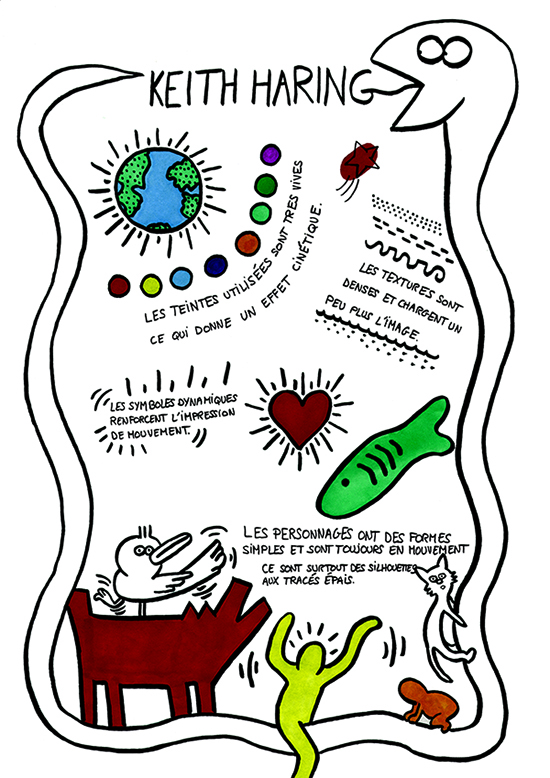 KEITH HARING
LES TEINTES UTILISÉES SONT TRES VIVES
CE QUI DONNE UN EFFET CINÉTIQUE.
LES TEXTURES SONT
DENSES ET CHARGENT UN
PEU PLUS L'IMAGE.
LES SYMBOLES DYNAMIQUES
RENFORCENT L'IMPRESSION
DE MOUVEMENT.
LES PERSONNAGES ONT DES FORMES
SIMPLES ET SONT TOUJOURS EN MOUVEMENT
CE SONT SURTOUT DES SILHOUETTES
AUX TRACÉS ÉPAIS.